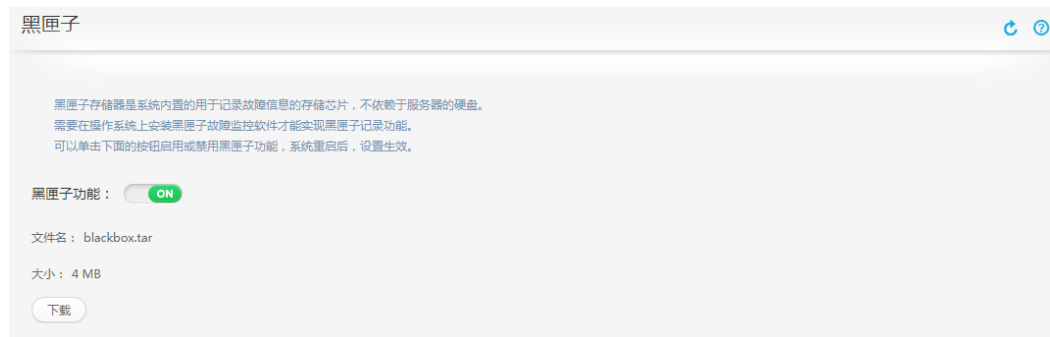 黑匣子
黑匣子存储器是系统内置的用于记录故障信息的存储芯片，不依赖于服务器的硬盘。
需要在操作系统上安装黑匣子故障监控软件才能实现黑匣子记录功能。
可以单击下面的按钮启用或禁用黑匣子功能，系统重启后，设置生效。
黑匣子功能： ON
文件名： blackbox.tar
大小： 4 MB
下载